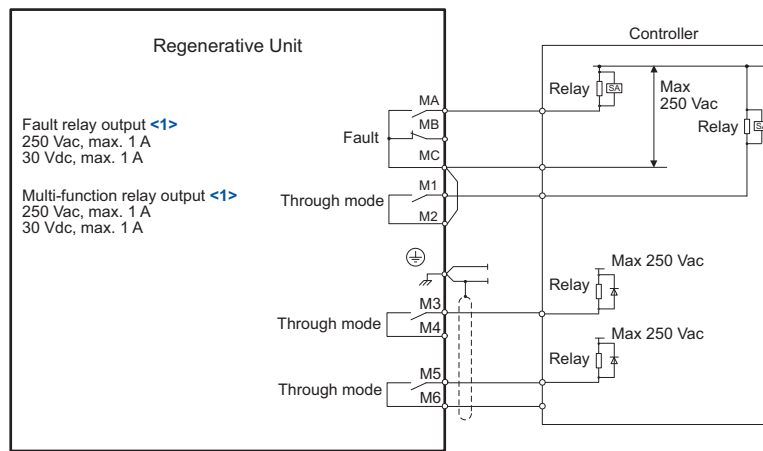 Regenerative Unit
Controller
Fault relay output <1>
250 Vac, max. 1 A
30 Vdc, max. 1 A
Multi-function relay output <1>
250 Vac, max. 1 A
30 Vdc, max. 1 A
Fault
MA
MB
MC
Through mode
M1
M2
Through mode
M3
M4
Through mode
M5
M6
Relay
SA
Max
250 Vac
Relay
Max 250 Vac
Relay
Max 250 Vac
Relay